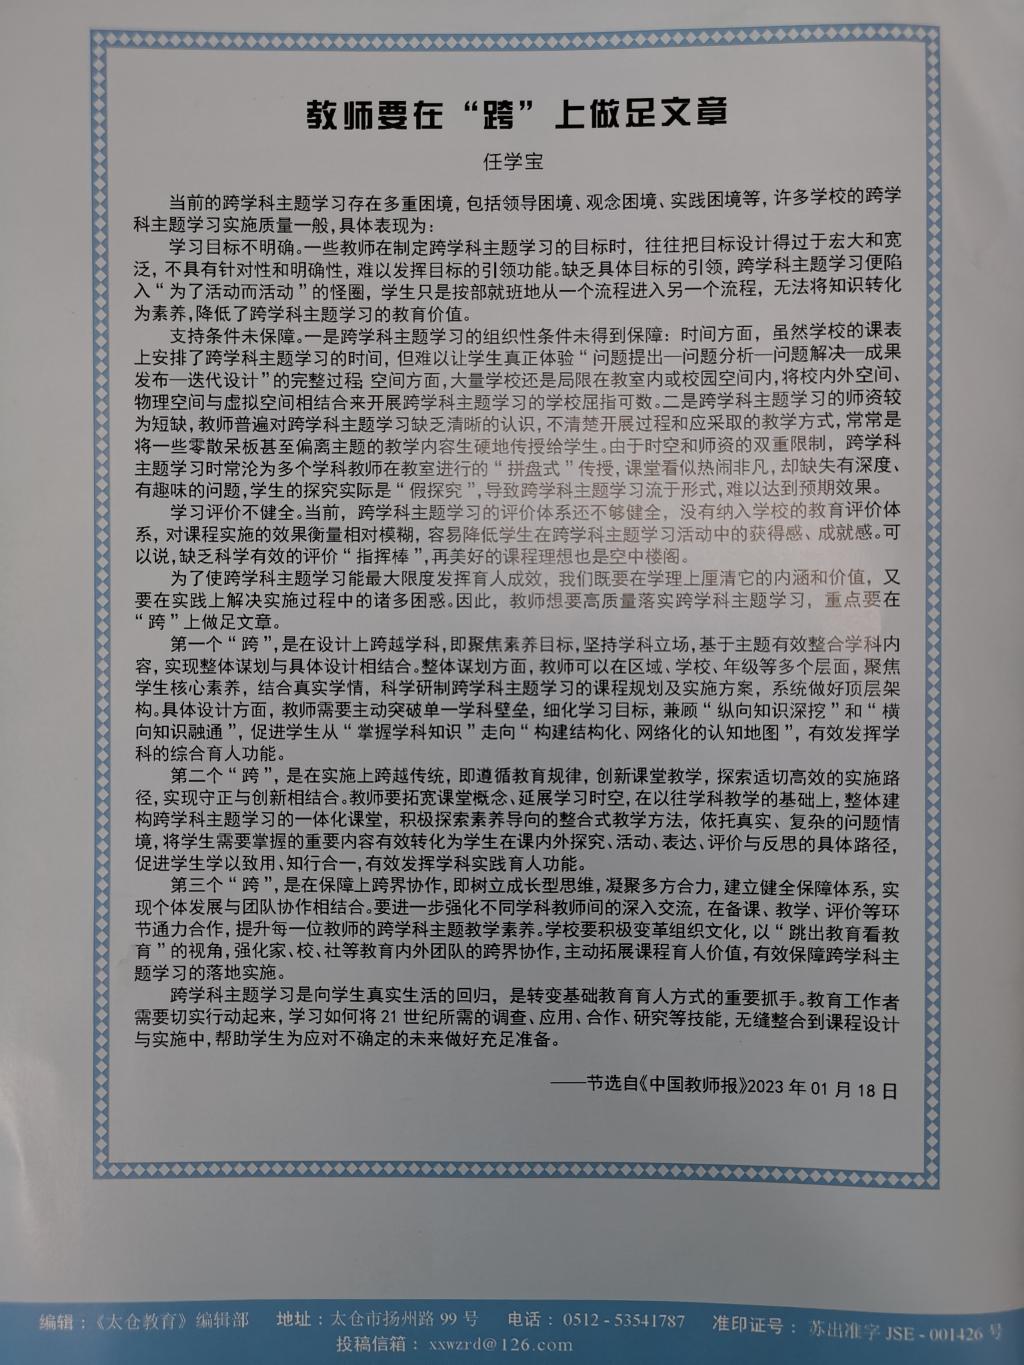 教师要在“跨”上做足文章
任学宝
当前的跨学科主题学习存在多重困境，包括领导困境、观念困境、实践困境等，许多学校的跨学
科主题学习实施质量一般，具体表现为：
学习目标不明确。一些教师在制定跨学科主题学习的目标时，往往把目标设计得过于宏大和宽
泛，不具有针对性和明确性，难以发挥目标的引领功能。缺乏具体目标的引领，跨学科主题学习便陷
入“为了活动而活动”的怪圈，学生只是按部就班地从一个流程进入另一个流程，无法将知识转化
为素养，降低了跨学科主题学习的教育价值。
支持条件未保障。一是跨学科主题学习的组织性条件未得到保障：时间方面，虽然学校的课表
上安排了跨学科主题学习的时间，但难以让学生真正体验“问题提出—问题分析—问题解决—成果
发布—迭代设计”的完整过程 空间方面，大量学校还是局限在教室内或校园空间内，将校内外空间、
物理空间与虚拟空间相结合来开展跨学科主题学习的学校屈指可数。二是跨学科主题学习的师资较
为短缺，教师普遍对跨学科主题学习缺乏清晰的认识，不清楚开展过程和应采取的教学方式，常常是
将一些零散呆板甚至偏离主题的教学内容生硬地传授给学生。由于时空和师资的双重限制，跨学科
主题学习时常沦为多个学科教师在教室进行的“拼盘式”传授，课堂看似热闹非凡，却缺失有深度、
有趣味的问题，学生的探究实际是“假探究”，导致跨学科主题学习流于形式，难以达到预期效果。
学习评价不健全。当前，跨学科主题学习的评价体系还不够健全，没有纳入学校的教育评价体
系，对课程实施的效果衡量相对模糊，容易降低学生在跨学科主题学习活动中的获得感、成就感。可
以说，缺乏科学有效的评价“指挥棒”，再美好的课程理想也是空中楼阁。
为了使跨学科主题学习能最大限度发挥育人成效，我们既要在学理上厘清它的内涵和价值，又
要在实践上解决实施过程中的诸多困惑。因此，教师想要高质量落实跨学科主题学习，重点要在
“跨”上做足文章。
第一个“跨”，是在设计上跨越学科，即聚焦素养目标，坚持学科立场，基于主题有效整合学科内
容，实现整体谋划与具体设计相结合。整体谋划方面，教师可以在区域、学校、年级等多个层面，聚焦
学生核心素养，结合真实学情，科学研制跨学科主题学习的课程规划及实施方案，系统做好顶层架
构。具体设计方面，教师需要主动突破单一学科壁垒，细化学习目标，兼顾“纵向知识深挖”和“横
向知识融通”，促进学生从“掌握学科知识”走向“构建结构化、网络化的认知地图”，有效发挥学
科的综合育人功能。
第二个“跨”，是在实施上跨越传统，即遵循教育规律，创新课堂教学，探索适切高效的实施路
径，实现守正与创新相结合。教师要拓宽课堂概念、延展学习时空，在以往学科教学的基础上，整体建
构跨学科主题学习的一体化课堂，积极探索素养导向的整合式教学方法，依托真实、复杂的问题情
境，将学生需要掌握的重要内容有效转化为学生在课内外探究、活动、表达、评价与反思的具体路径，
促进学生学以致用、知行合一，有效发挥学科实践育人功能。
第三个“跨”，是在保障上跨界协作，即树立成长型思维，凝聚多方合力，建立健全保障体系，实
现个体发展与团队协作相结合。要进一步强化不同学科教师间的深入交流，在备课、教学、评价等环
节通力合作，提升每一位教师的跨学科主题教学素养。学校要积极变革组织文化，以“跳出教育看教
育”的视角，强化家、校、社等教育内外团队的跨界协作，主动拓展课程育人价值，有效保障跨学科主
题学习的落地实施。
跨学科主题学习是向学生真实生活的回归，是转变基础教育育人方式的重要抓手。教育工作者
需要切实行动起来，学习如何将21世纪所需的调查、应用、合作、研究等技能，无缝整合到课程设计
与实施中，帮助学生为应对不确定的未来做好充足准备。
——节选自《中国教师报》2023年01月18日
编辑：《太仓教育》编辑部 地址：太仓市扬州路99号 电话：0512-53541787 准印证号：苏出准字JSE-001426号
投稿信箱：xxwzrd@126.com